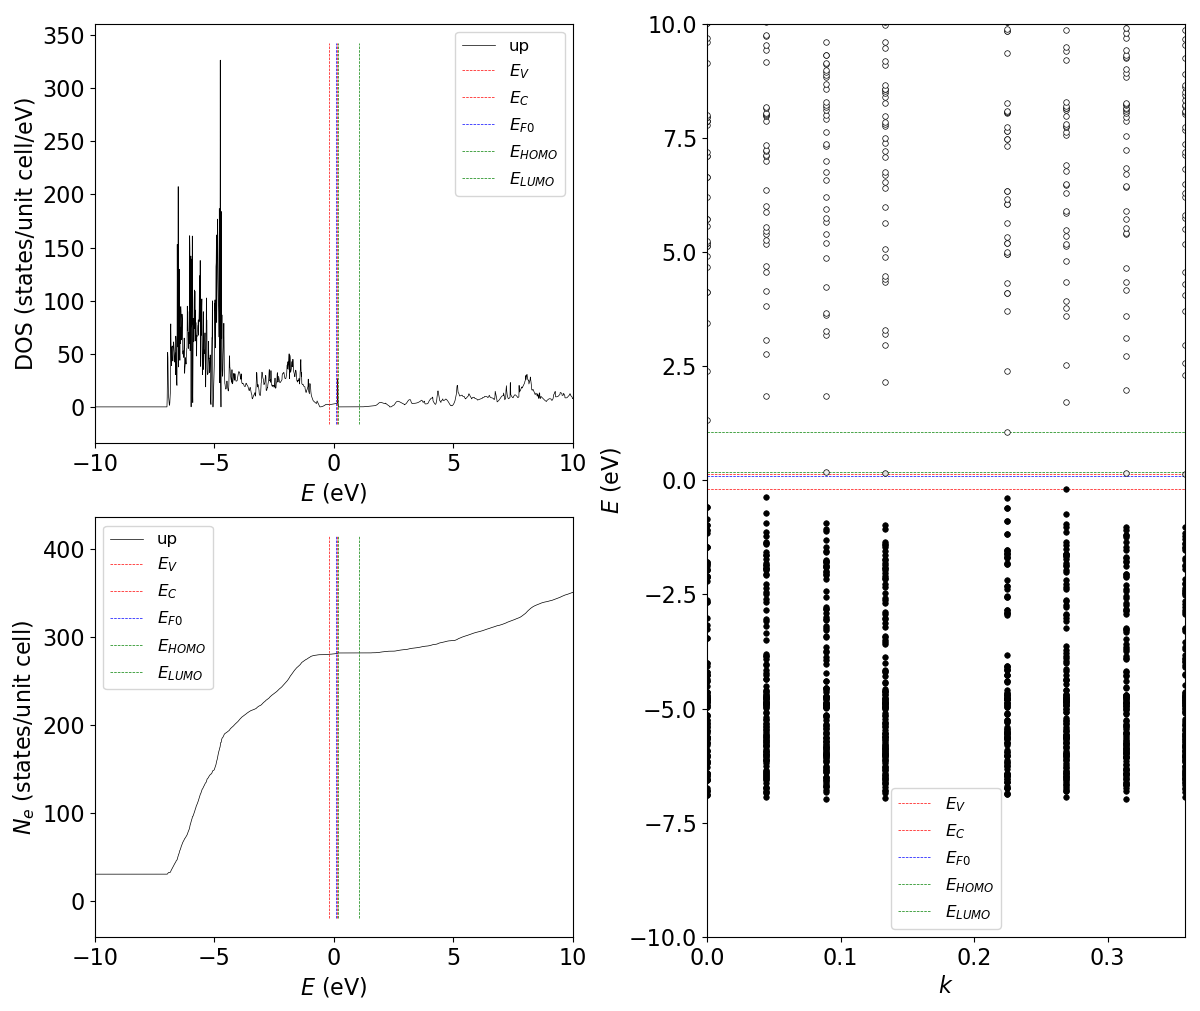 DOS (states/unit cell/eV)
350
300
250
200
150
100
50
0
−10
−5
0
5
10
E (eV)
up
E_V
E_C
E_F0
E_HOMO
E_LUMO
N_e (states/unit cell)
400
300
200
100
0
−10
−5
0
5
10
E (eV)
up
E_V
E_C
E_F0
E_HOMO
E_LUMO
E (eV)
10.0
7.5
5.0
2.5
0.0
−2.5
−5.0
−7.5
−10.0
0.0
0.1
0.2
0.3
k
E_V
E_C
E_F0
E_HOMO
E_LUMO